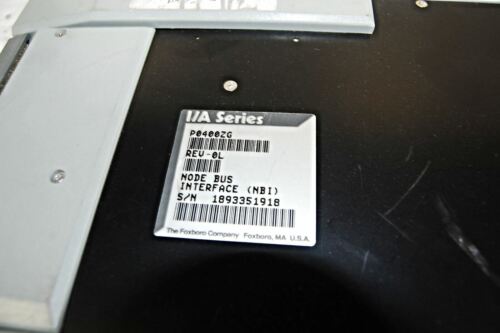 I/A Series
P0400ZG
REV-0L
NODE BUS
INTERFACE (NBI)
S/N 1893351918
The Foxboro Company Foxboro, MA U.S.A.